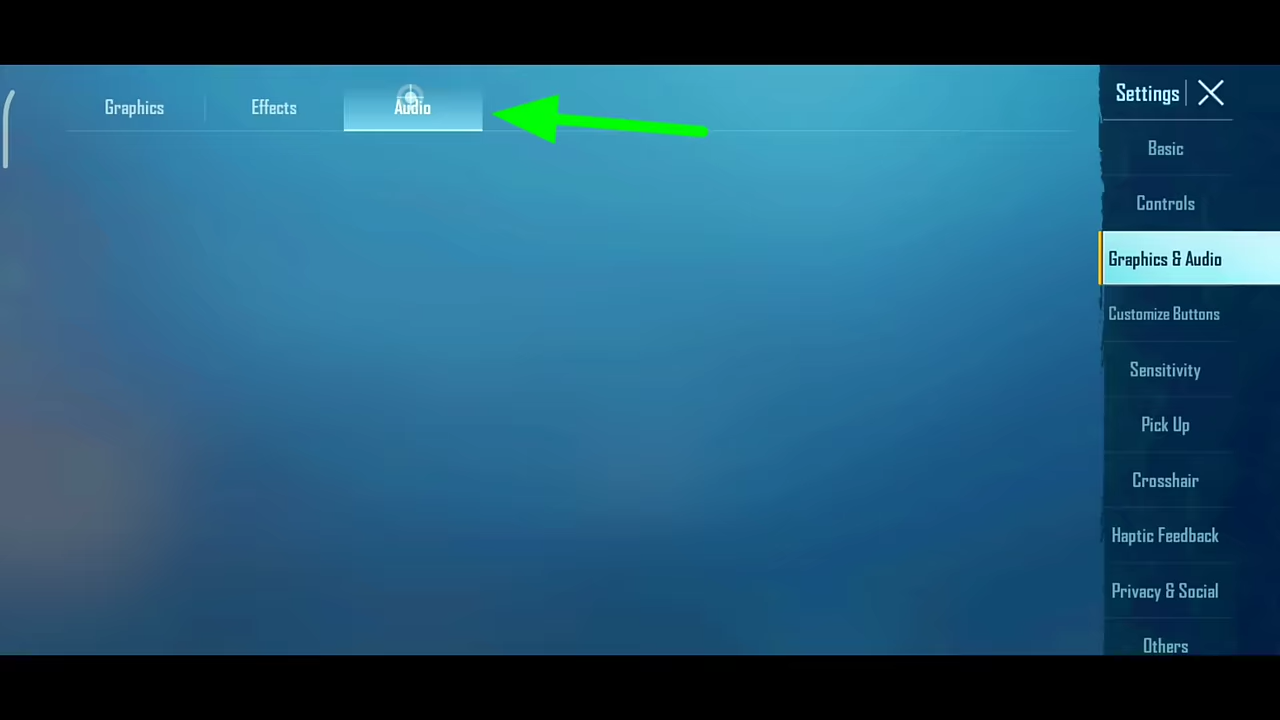 Graphics
Effects
Audio
Settings
Basic
Controls
Graphics & Audio
Customize Buttons
Sensitivity
Pick Up
Crosshair
Haptic Feedback
Privacy & Social
Others